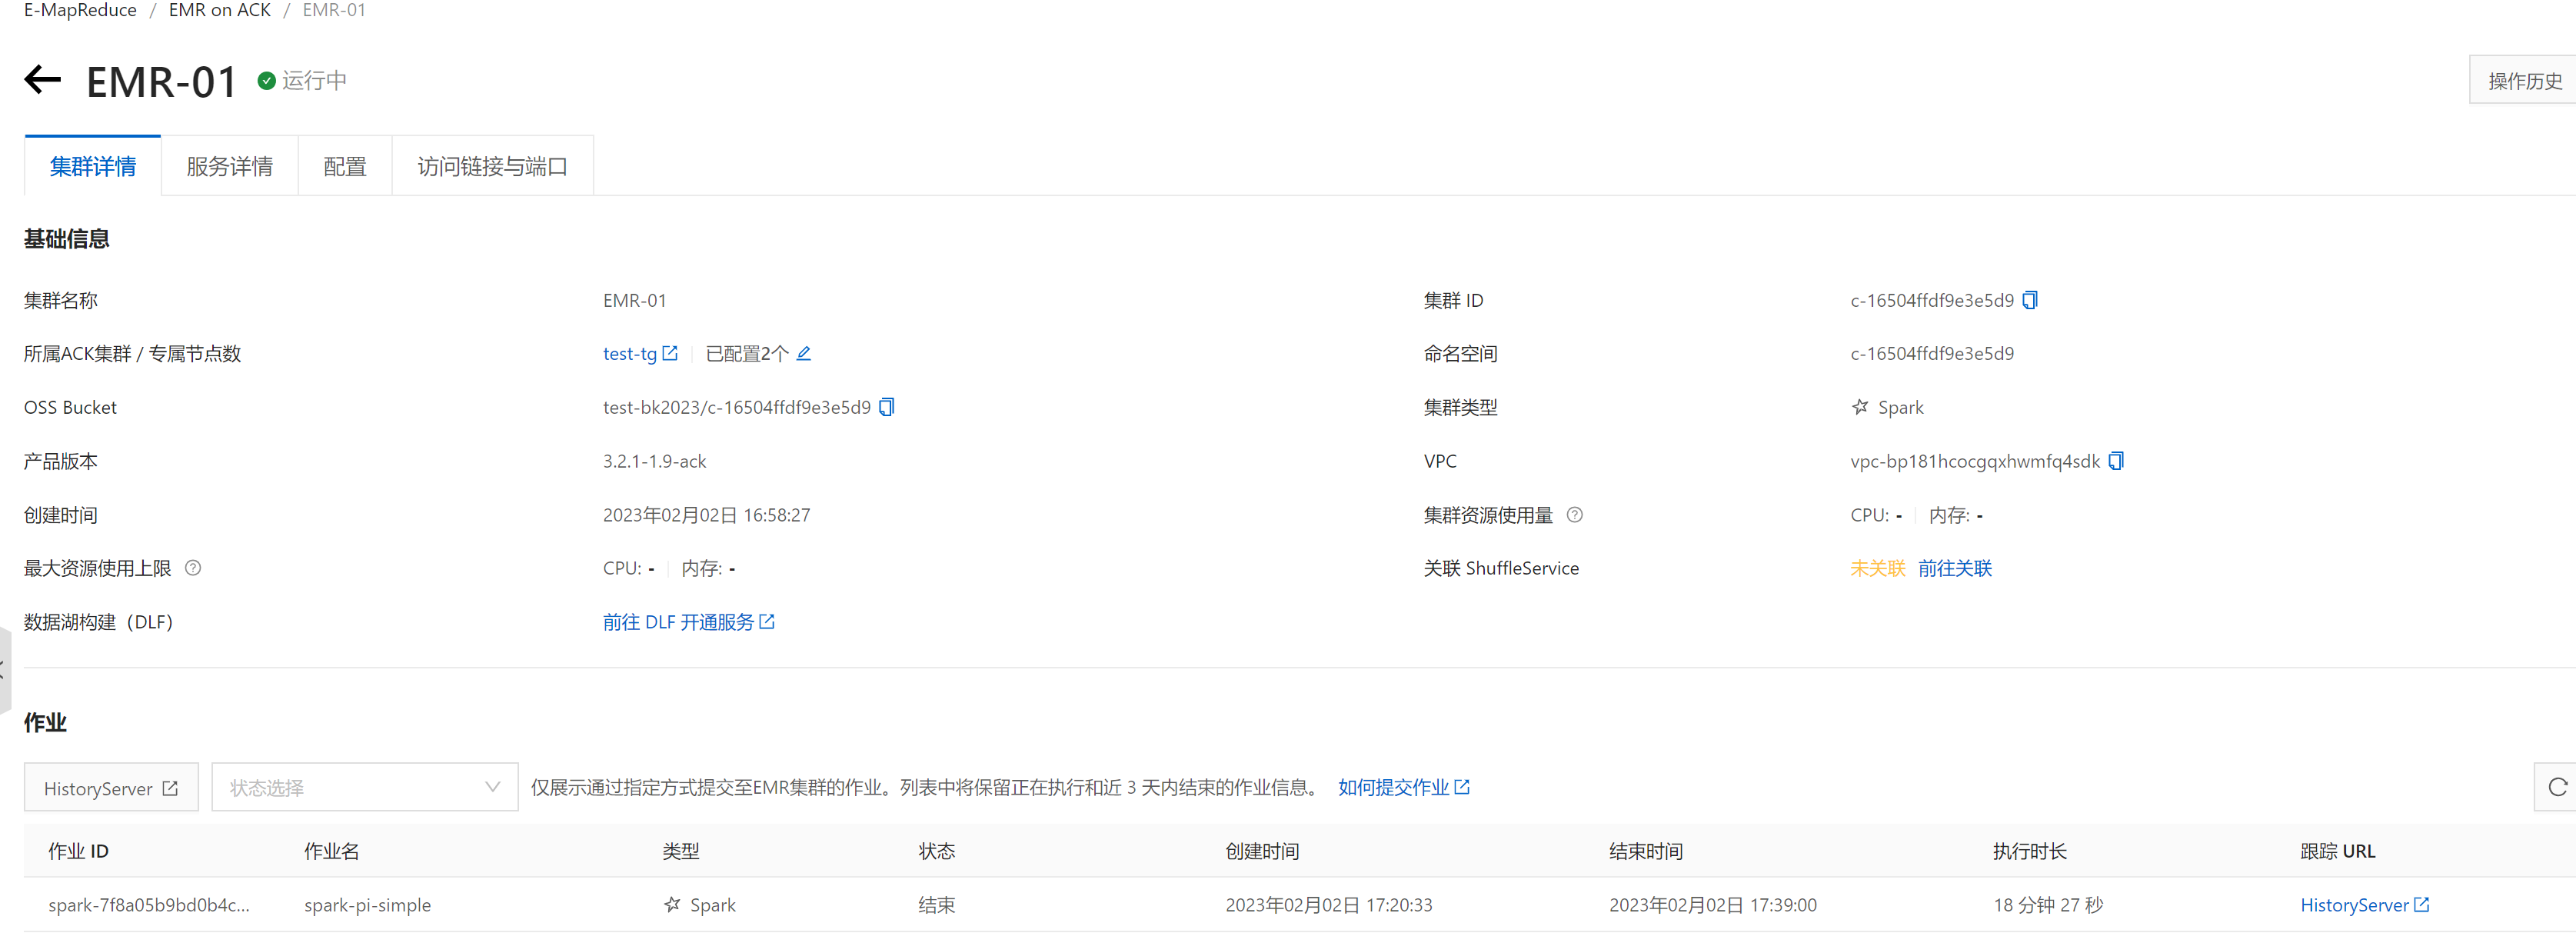 E-MapReduce / EMR on ACK / EMR-01
EMR-01 运行中
操作历史
集群详情 服务详情 配置 访问链接与端口
基础信息
集群名称 EMR-01 集群 ID c-16504ffdf9e3e5d9
所属ACK集群 / 专属节点数 test-tg 已配置2个 命名空间 c-16504ffdf9e3e5d9
OSS Bucket test-bk2023/c-16504ffdf9e3e5d9 集群类型 Spark
产品版本 3.2.1-1.9-ack VPC vpc-bp181hcocgqxhwmfq4sdk
创建时间 2023年02月02日 16:58:27 集群资源使用量 CPU: - 内存: -
最大资源使用上限 CPU: - 内存: - 关联 ShuffleService 未关联 前往关联
数据湖构建（DLF） 前往 DLF 开通服务
作业
HistoryServer 状态选择 仅展示通过指定方式提交至EMR集群的作业。列表中将保留正在执行和近 3 天内结束的作业信息。 如何提交作业
作业 ID 作业名 类型 状态 创建时间 结束时间 执行时长 跟踪 URL
spark-7f8a05b9bd0b4c... spark-pi-simple Spark 结束 2023年02月02日 17:20:33 2023年02月02日 17:39:00 18 分钟 27 秒 HistoryServer